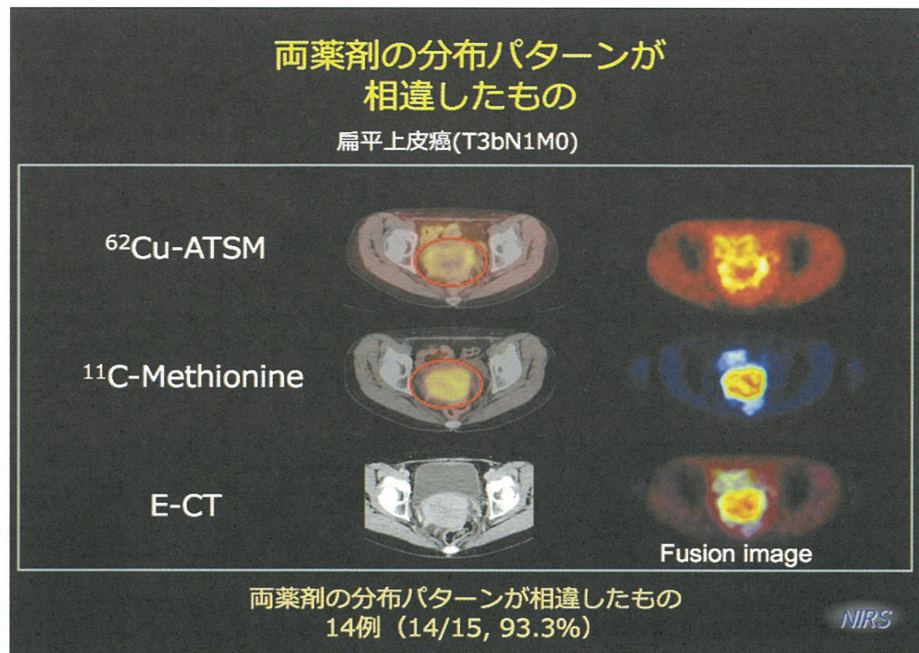 両薬剤の分布パターンが
相違したもの
扁平上皮癌(T3bN1M0)
⁶²Cu-ATSM
¹¹C-Methionine
E-CT
Fusion image
両薬剤の分布パターンが相違したもの
14例（14/15, 93.3%）
NIRS